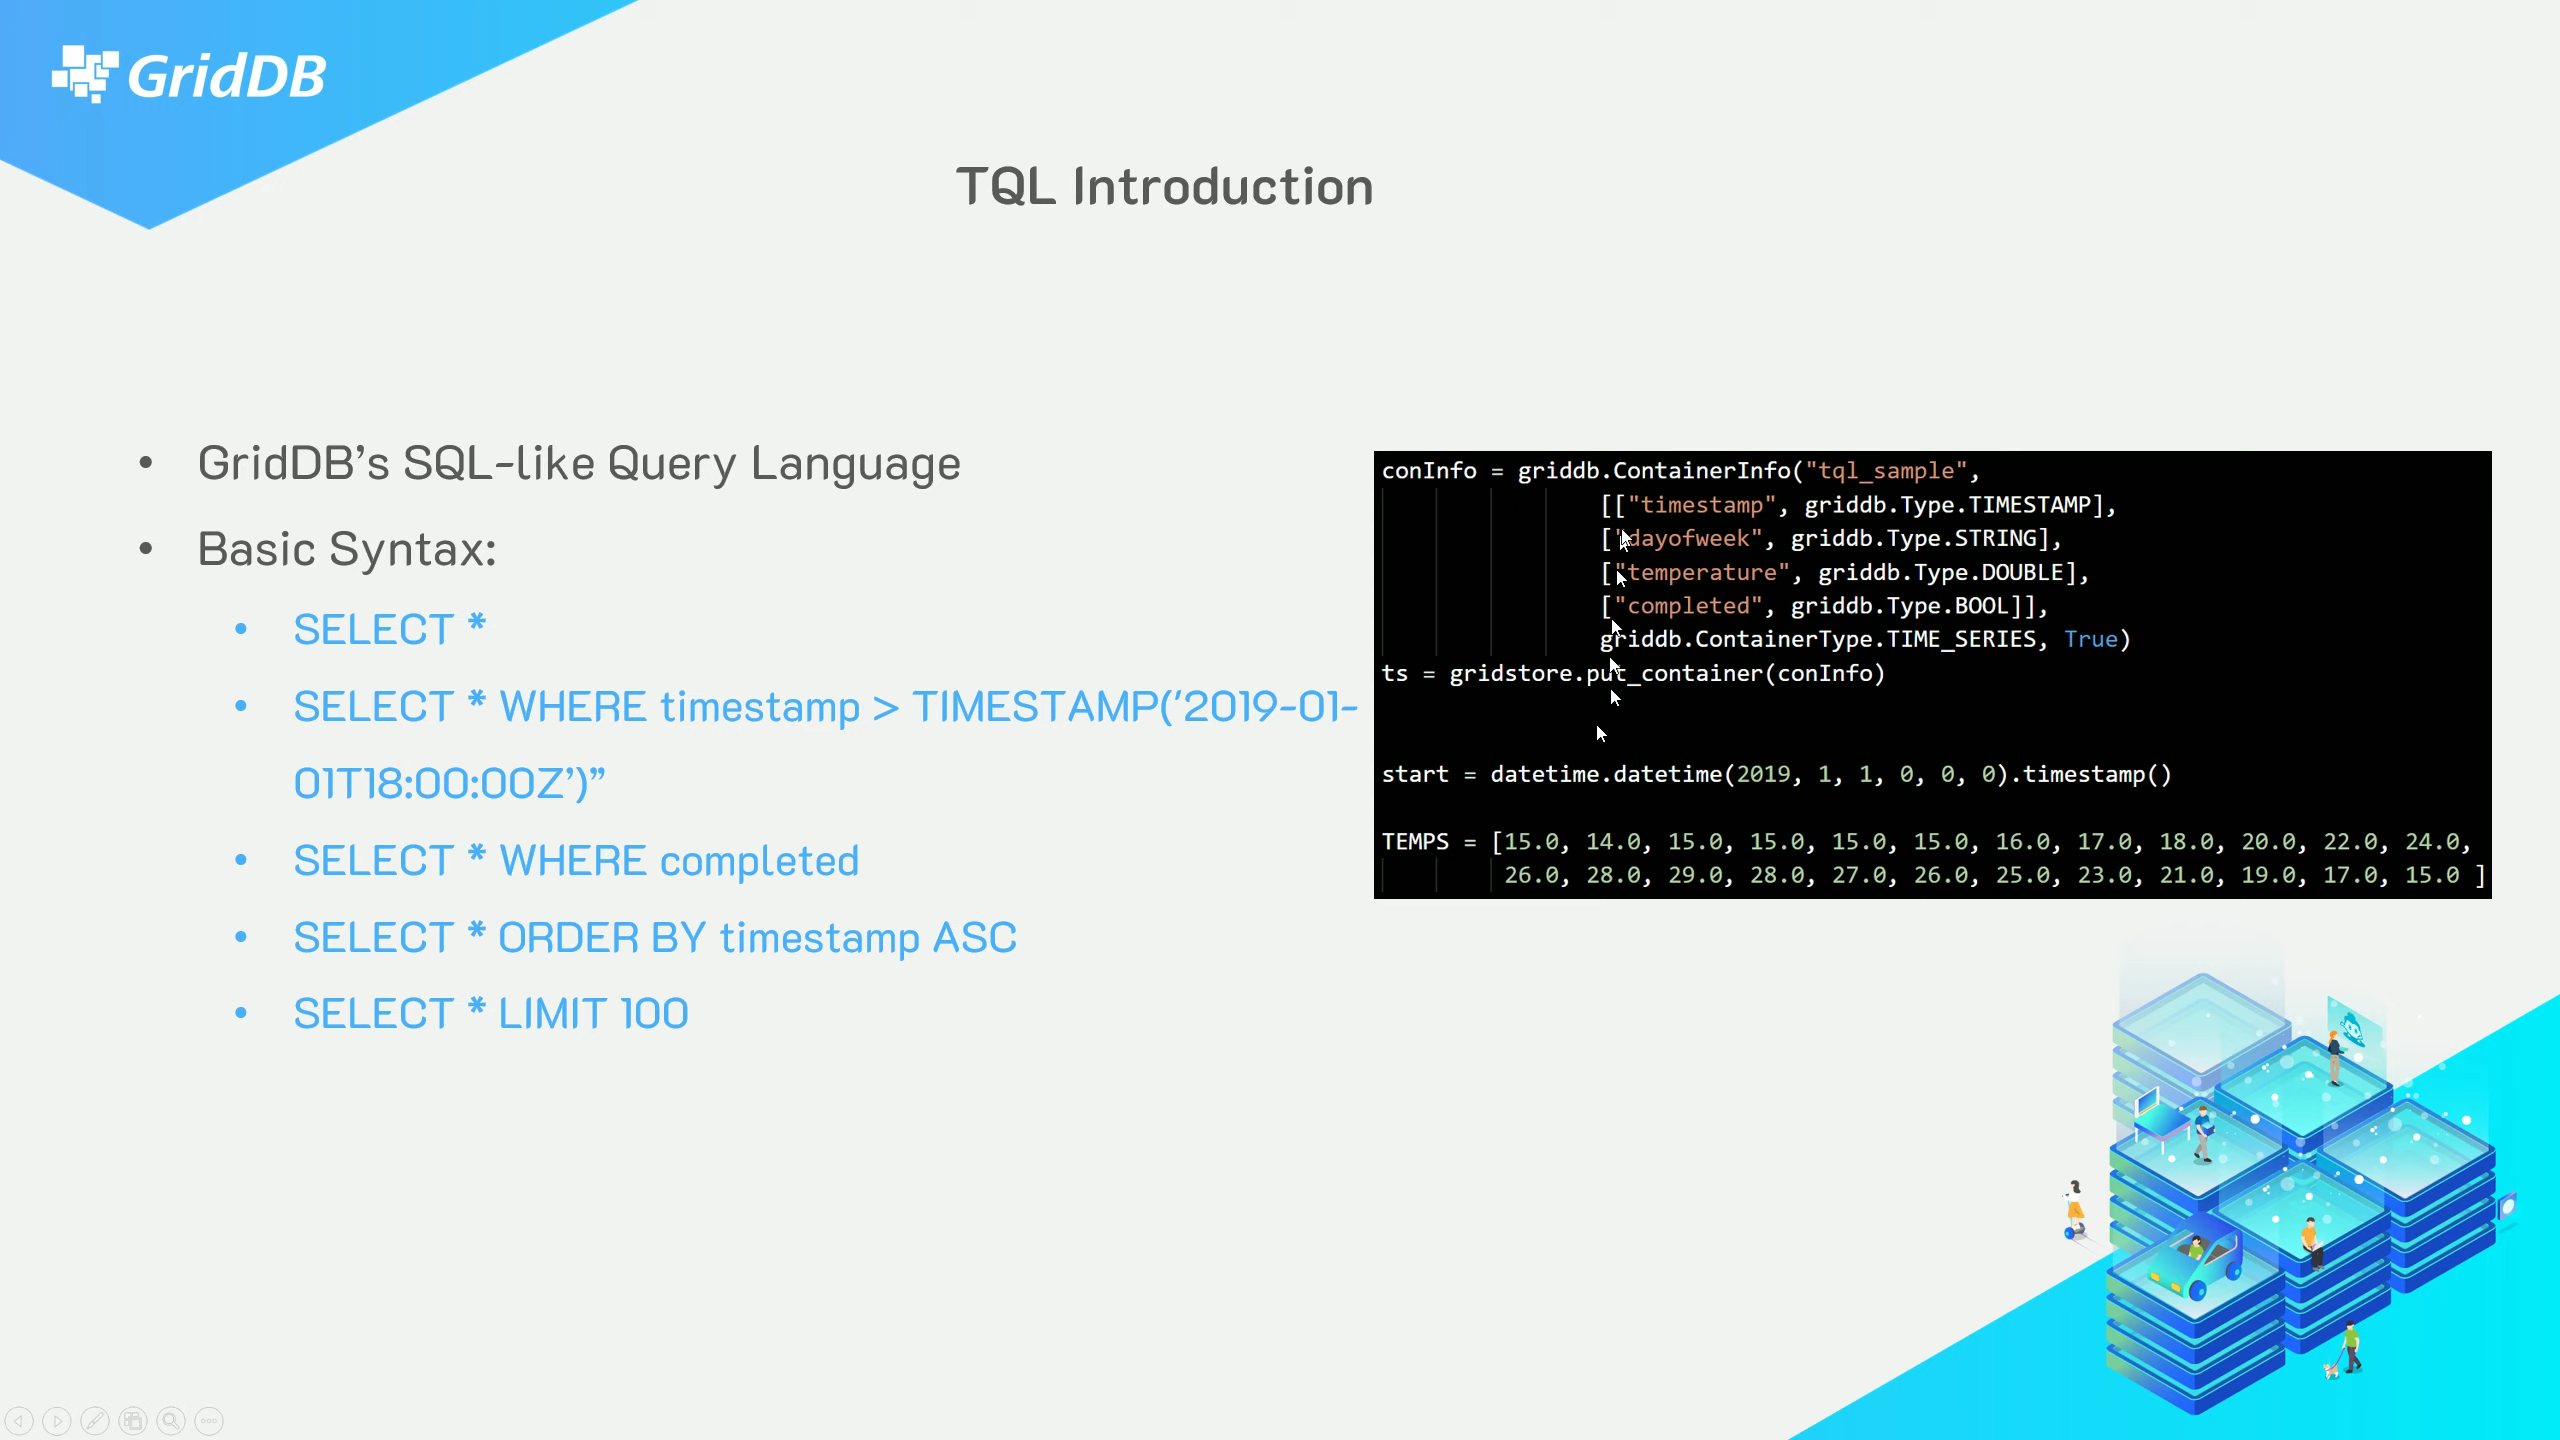 GridDB
TQL Introduction
• GridDB’s SQL-like Query Language
• Basic Syntax:
• SELECT *
• SELECT * WHERE timestamp > TIMESTAMP(‘2019-01-
01T18:00:00Z’)”
• SELECT * WHERE completed
• SELECT * ORDER BY timestamp ASC
• SELECT * LIMIT 100
conInfo = griddb.ContainerInfo("tql_sample",
[["timestamp", griddb.Type.TIMESTAMP],
["dayofweek", griddb.Type.STRING],
["temperature", griddb.Type.DOUBLE],
["completed", griddb.Type.BOOL]],
griddb.ContainerType.TIME_SERIES, True)
ts = gridstore.put_container(conInfo)
start = datetime.datetime(2019, 1, 1, 0, 0, 0).timestamp()
TEMPS = [15.0, 14.0, 15.0, 15.0, 15.0, 15.0, 16.0, 17.0, 18.0, 20.0, 22.0, 24.0,
26.0, 28.0, 29.0, 28.0, 27.0, 26.0, 25.0, 23.0, 21.0, 19.0, 17.0, 15.0 ]